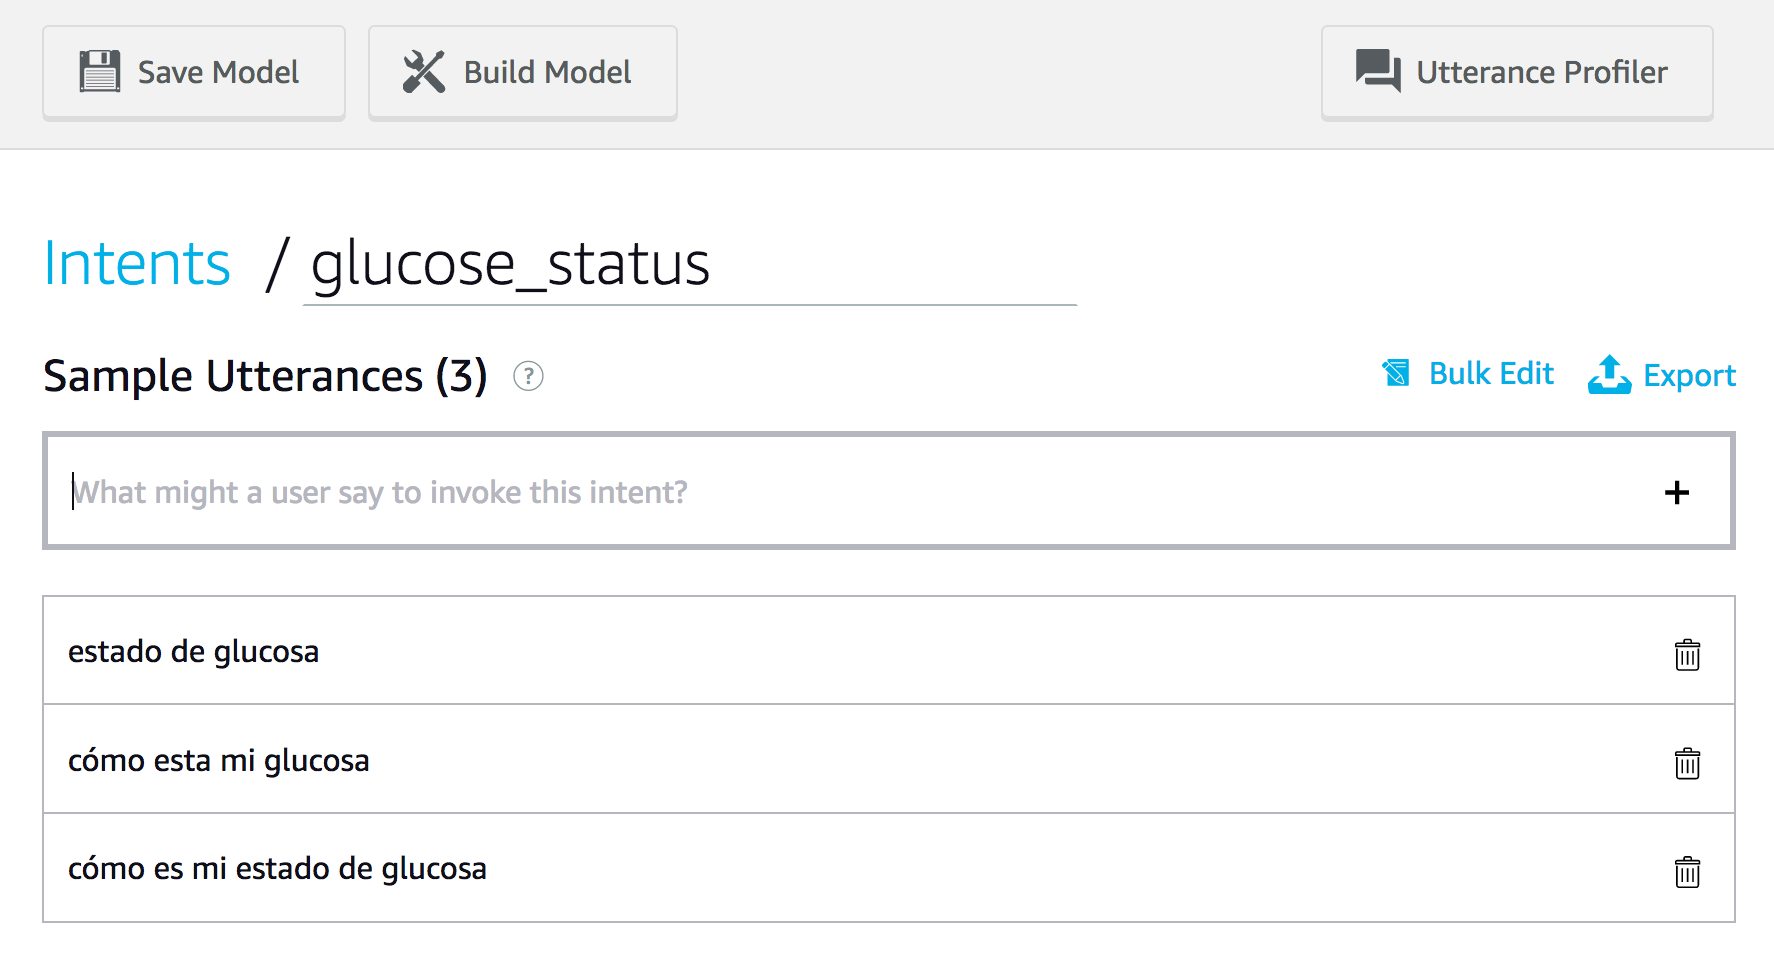 Save Model Build Model Utterance Profiler
Intents / glucose_status
Sample Utterances (3) ? Bulk Edit Export
What might a user say to invoke this intent? +
estado de glucosa
cómo esta mi glucosa
cómo es mi estado de glucosa